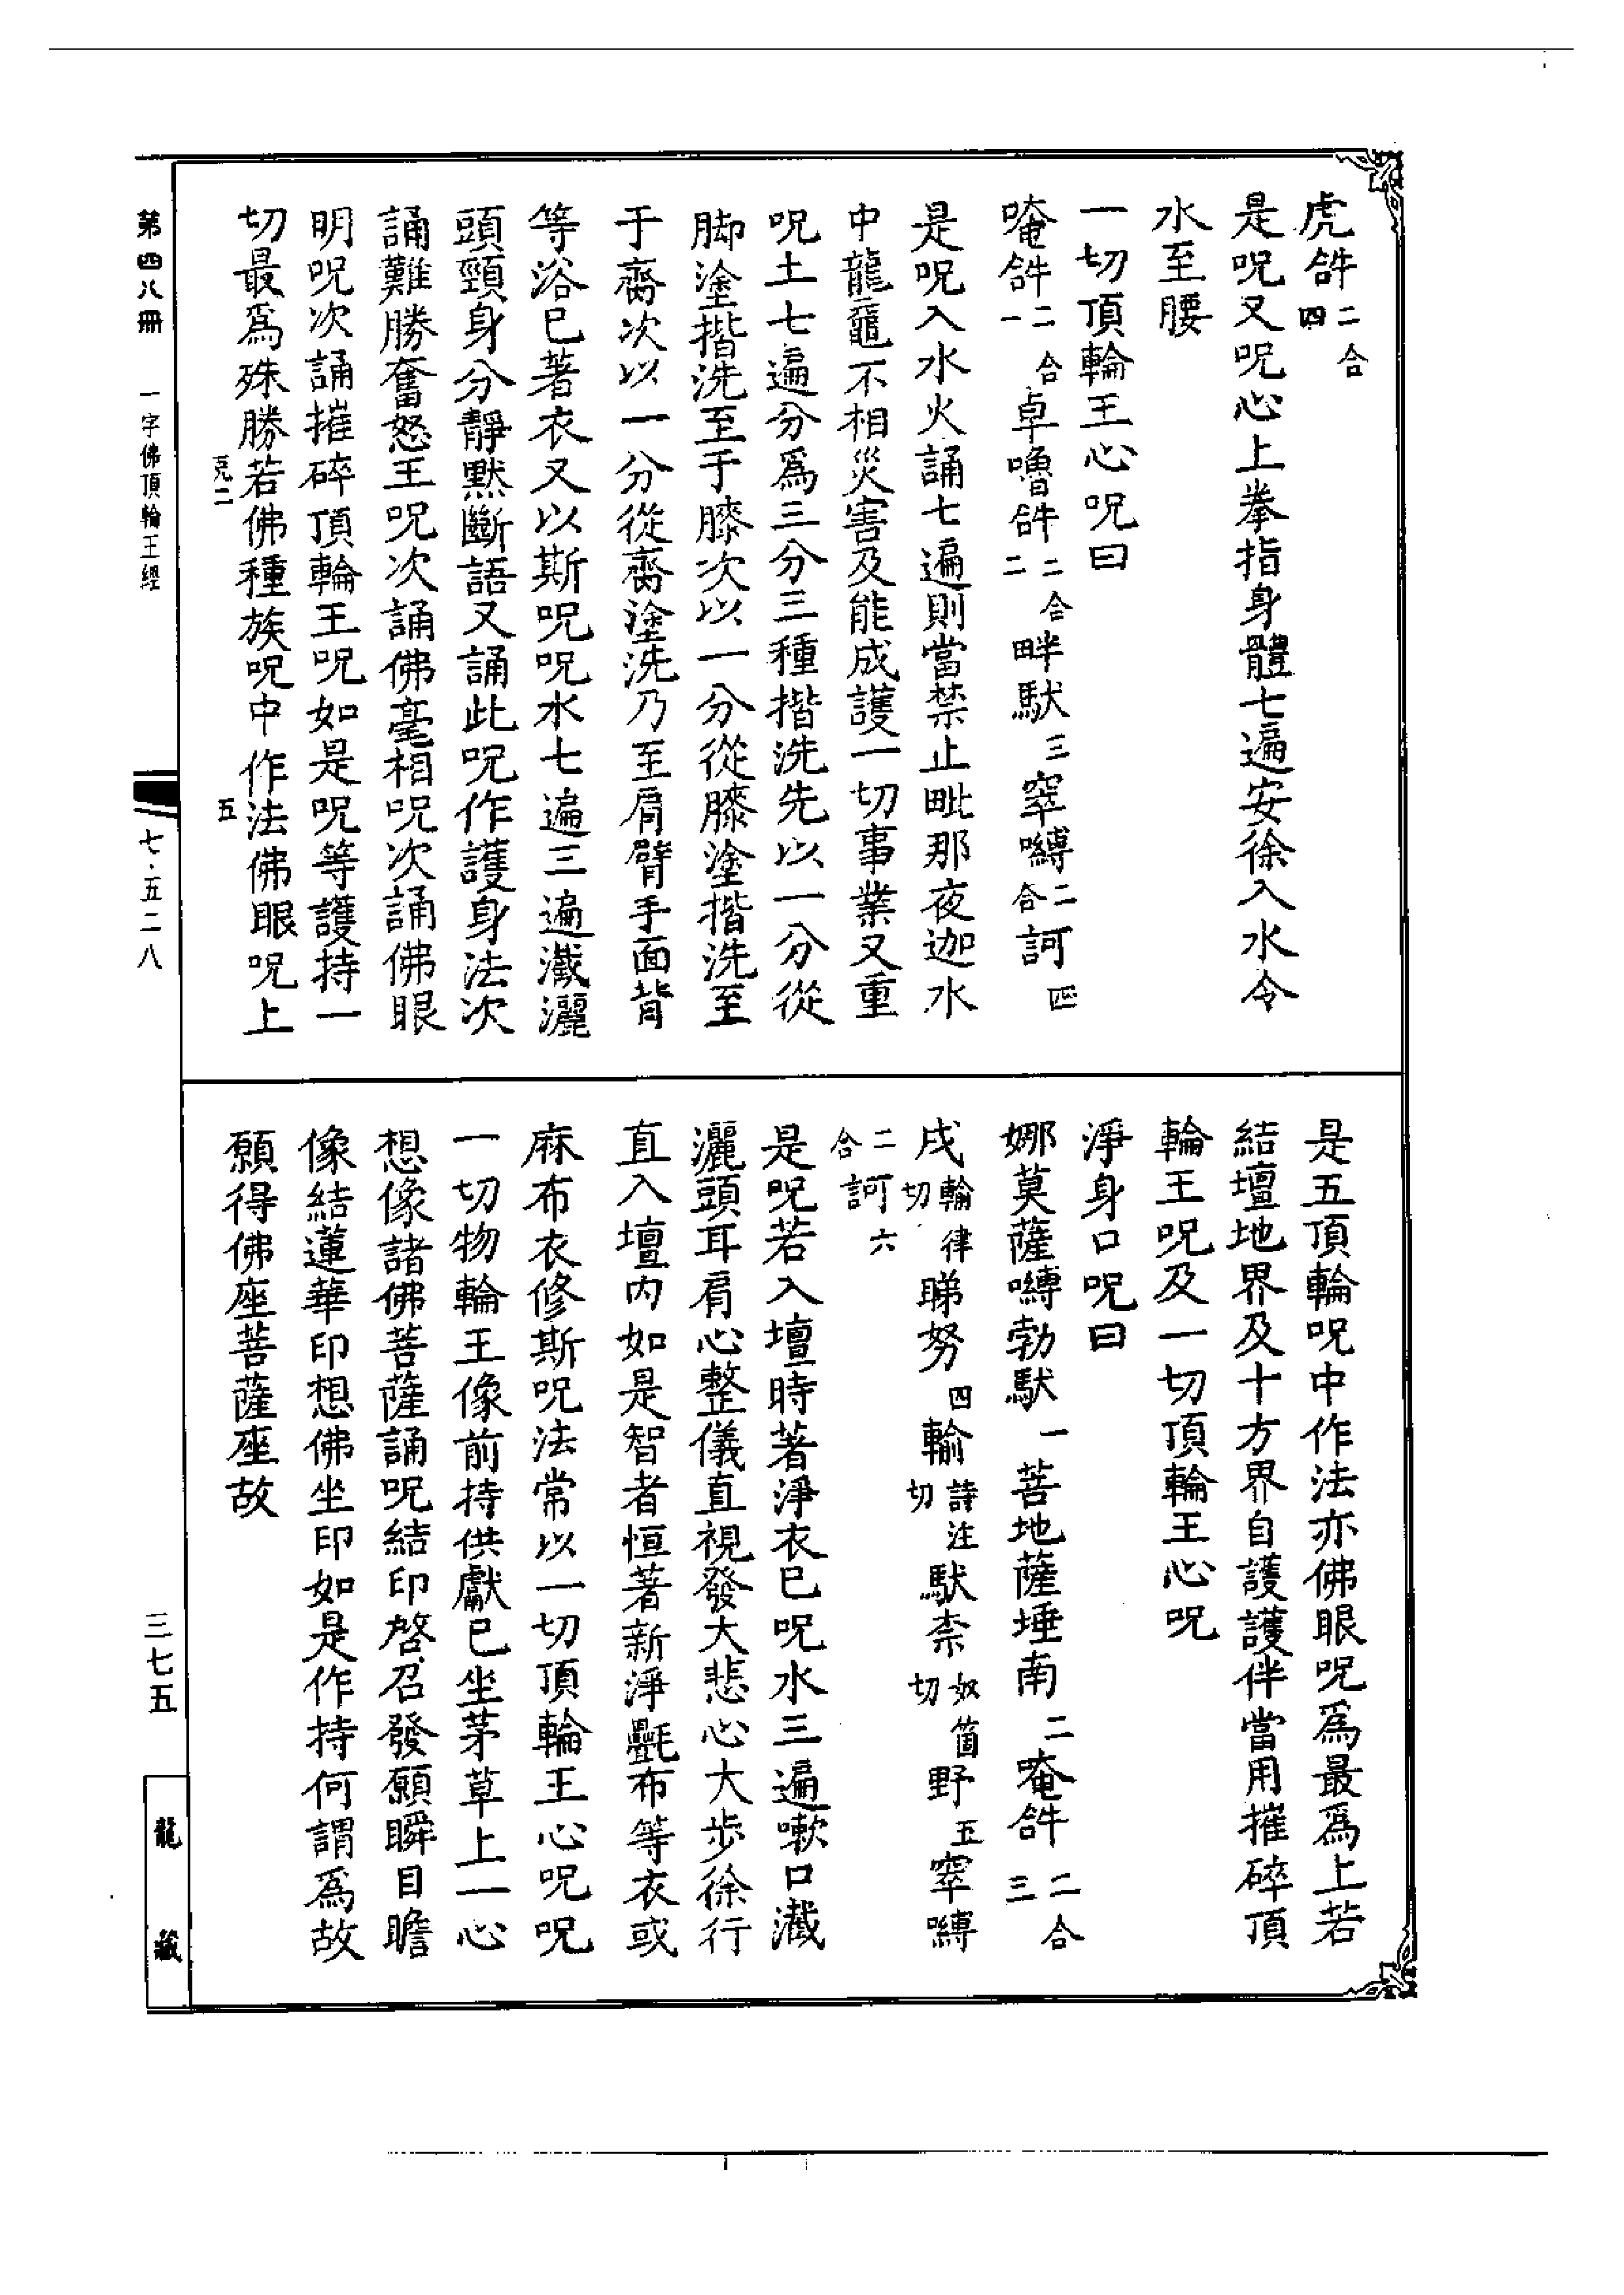 虎𤙖二合四
是呪又呪心上拳指身體七遍安徐入水令
水至腰
一切頂輪王心呪曰
唵𤙖二合一卓嚕𤙖二合二畔馱三窣嚩二合訶四
是呪入水火誦七遍則當禁止毗那夜迦水
中龍黿不相災害及能成護一切事業又重
呪土七遍分爲三分三種揩洗先以一分從
脚塗揩洗至于膝次以一分從膝塗揩洗至
于𦝫次以一分從𦝫塗洗乃至肩臂手面背
等浴已著衣又以斯呪呪水七遍三遍灒灑
頭頸身分靜默斷語又誦此呪作護身法次
誦難勝奮怒王呪次誦佛毫相呪次誦佛眼
明呪次誦摧碎頂輪王呪如是呪等護持一
切最爲殊勝若佛種族呪中作法佛眼呪上
是五頂輪呪中作法亦佛眼呪爲最爲上若
結壇地界及十方界自護護伴當用摧碎頂
輪王呪及一切頂輪王心呪
淨身口呪曰
娜莫薩嚩勃馱一菩地薩埵南二唵𤙖二合三
戍輪律切睇努四輸詩注切馱柰奴箇切野五窣嚩
二合訶六
是呪若入壇時著淨衣已呪水三遍嗽口灒
灑頭耳肩心整儀直視發大悲心大步徐行
直入壇內如是智者恒著新淨㲲布等衣或
麻布衣修斯呪法常以一切頂輪王心呪呪
一切物輪王像前持供獻已坐茅草上一心
想像諸佛菩薩誦呪結印啓召發願瞬目瞻
像結蓮華印想佛坐印如是作持何謂爲故
願得佛座菩薩座故
第四八冊 一字佛頂輪王經
克二 五
七·五二八
三七五
龍藏